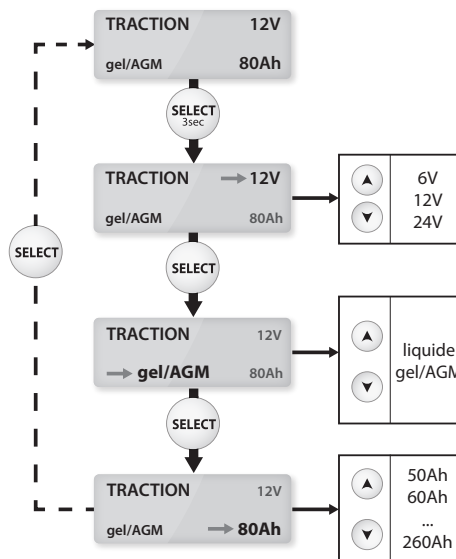 TRACTION 12V
gel/AGM 80Ah
SELECT
3sec
TRACTION 12V
gel/AGM 80Ah
6V
12V
24V
SELECT
SELECT
TRACTION 12V
gel/AGM 80Ah
liquide
gel/AGM
SELECT
TRACTION 12V
gel/AGM 80Ah
50Ah
60Ah
...
260Ah